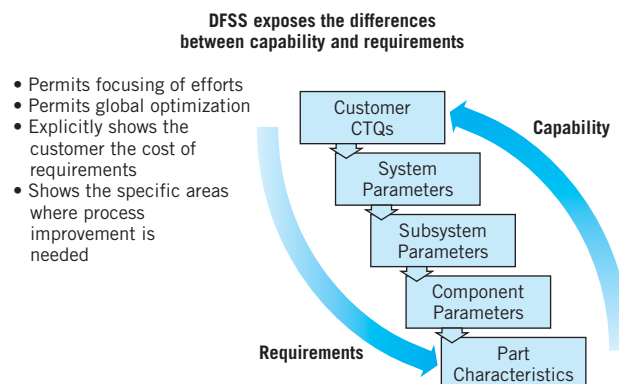 DFSS exposes the differences
between capability and requirements
• Permits focusing of efforts
• Permits global optimization
• Explicitly shows the
customer the cost of
requirements
• Shows the specific areas
where process
improvement is
needed
Customer
CTQs
Capability
System
Parameters
Subsystem
Parameters
Component
Parameters
Requirements
Part
Characteristics